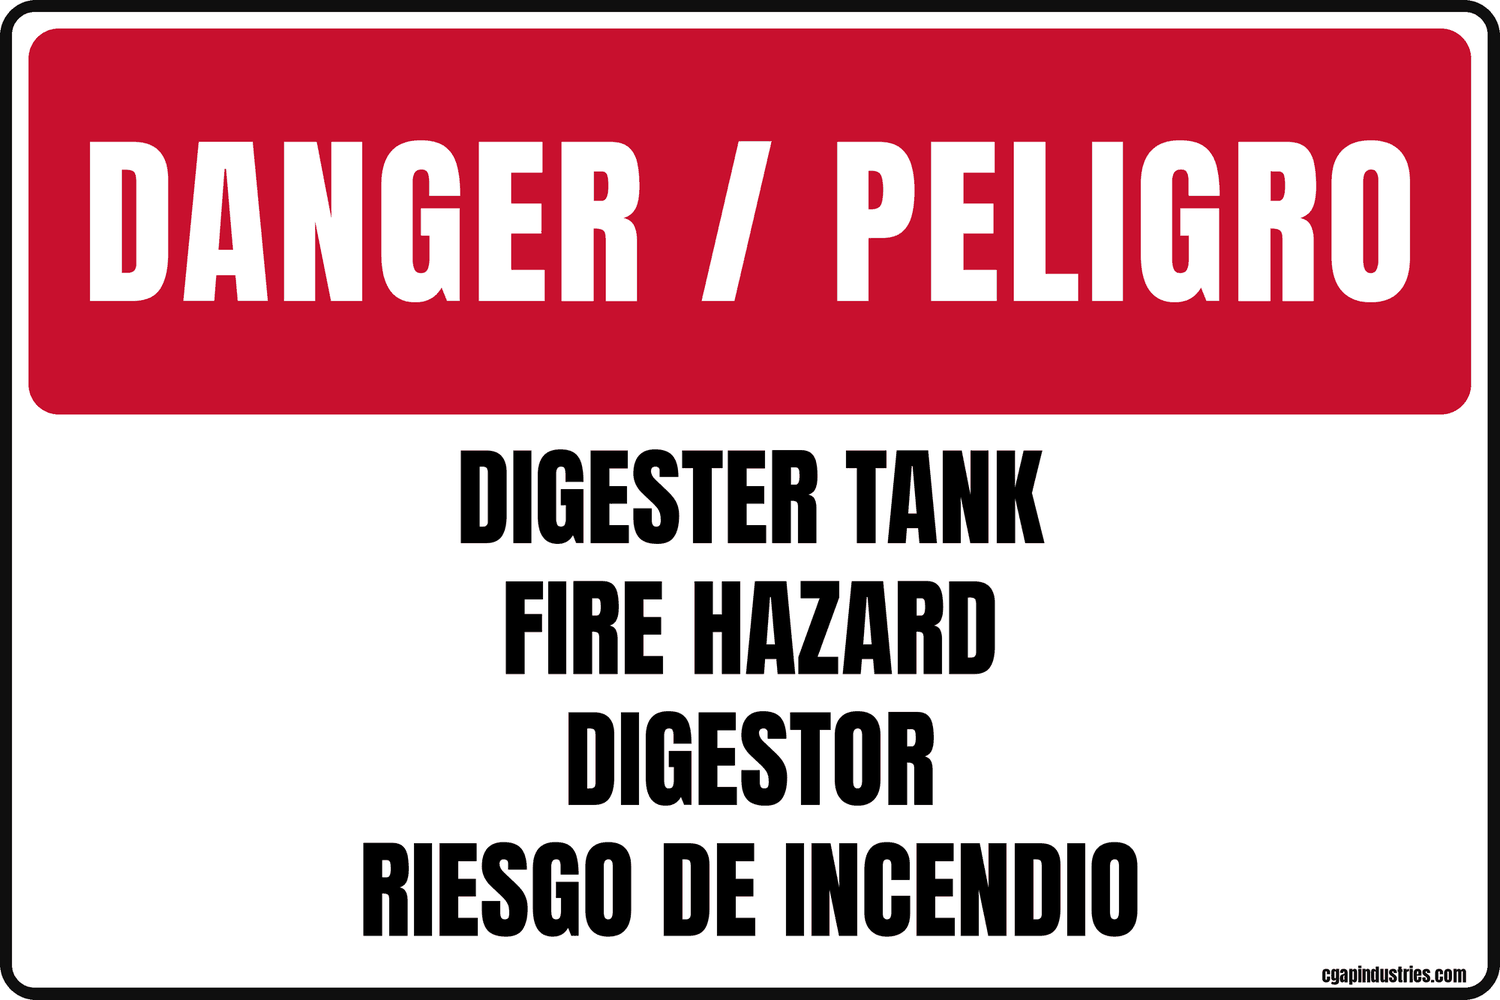 DANGER / PELIGRO
DIGESTER TANK
FIRE HAZARD
DIGESTOR
RIESGO DE INCENDIO
cgapindustries.com